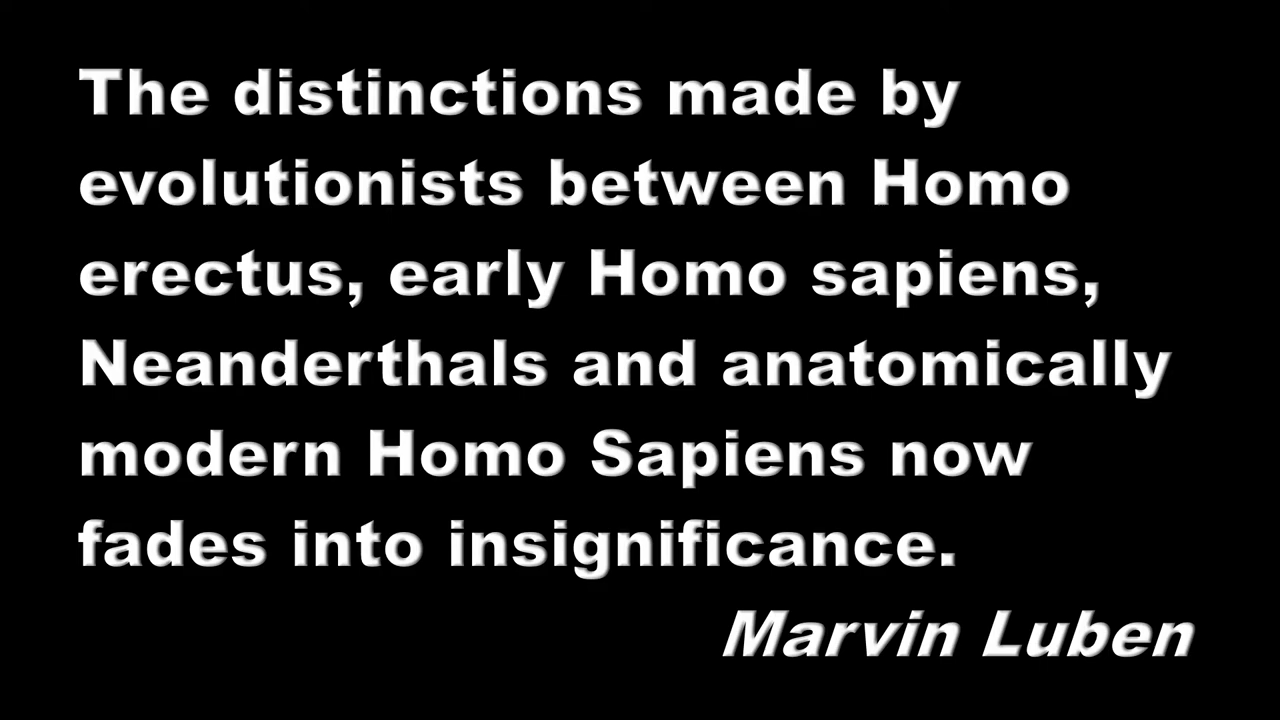 The distinctions made by
evolutionists between Homo
erectus, early Homo sapiens,
Neanderthals and anatomically
modern Homo Sapiens now
fades into insignificance.
Marvin Luben